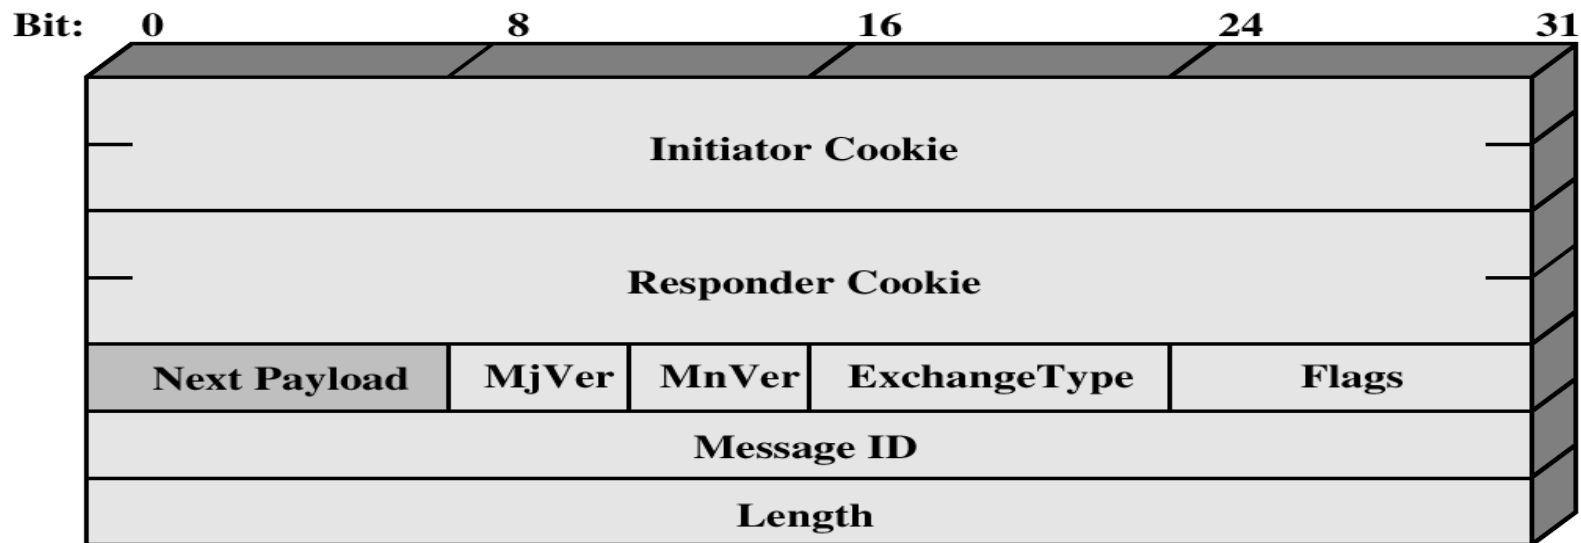 Bit: 0 8 16 24 31
Initiator Cookie
Responder Cookie
Next Payload MjVer MnVer ExchangeType Flags
Message ID
Length